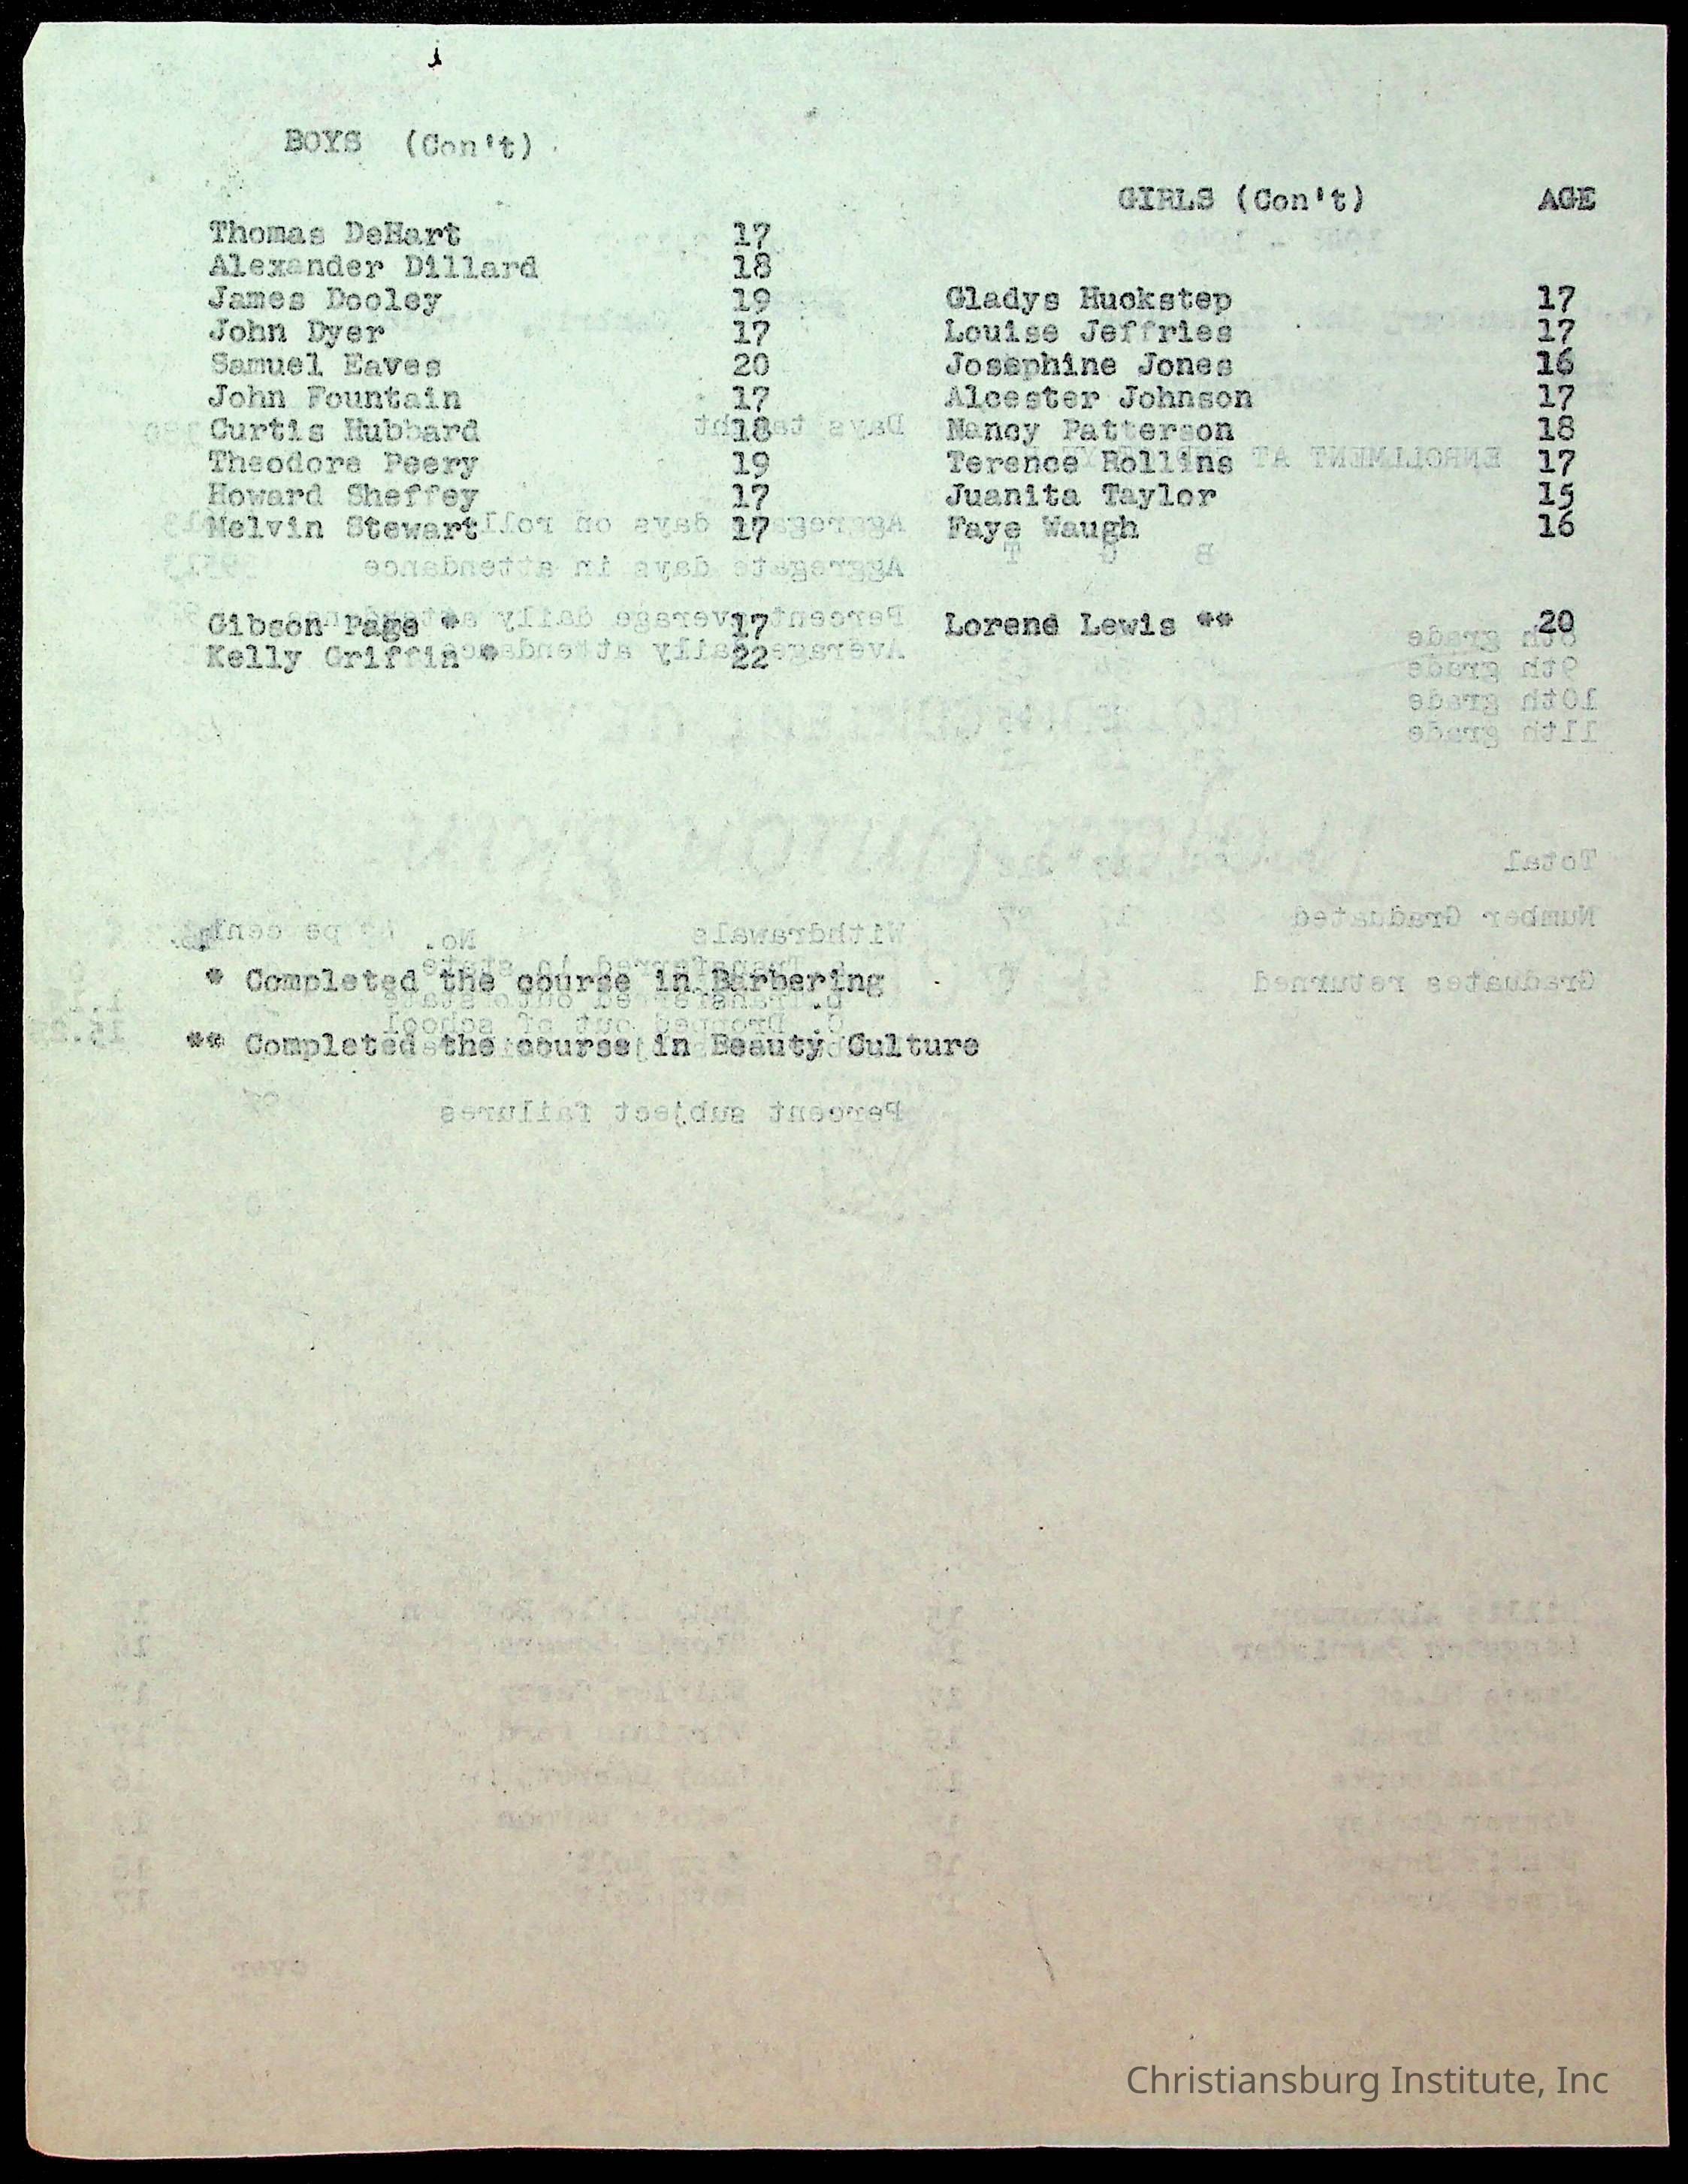 BOYS (Con't)
Thomas DeHart 17
Alexander Dillard 18
James Dooley 19
John Dyer 17
Samuel Eaves 20
John Fountain 17
Curtis Hubbard 18
Theodore Peery 19
Howard Sheffey 17
Melvin Stewart 17
Gibson Page * 17
Kelly Griffin * 22
GIRLS (Con't) AGE
Gladys Huckstep 17
Louise Jeffries 17
Josephine Jones 16
Alcester Johnson 17
Nancy Patterson 18
Terence Rollins 17
Juanita Taylor 15
Faye Waugh 16
Lorene Lewis ** 20
* Completed the course in Barbering
** Completed the course in Beauty Culture
Christiansburg Institute, Inc